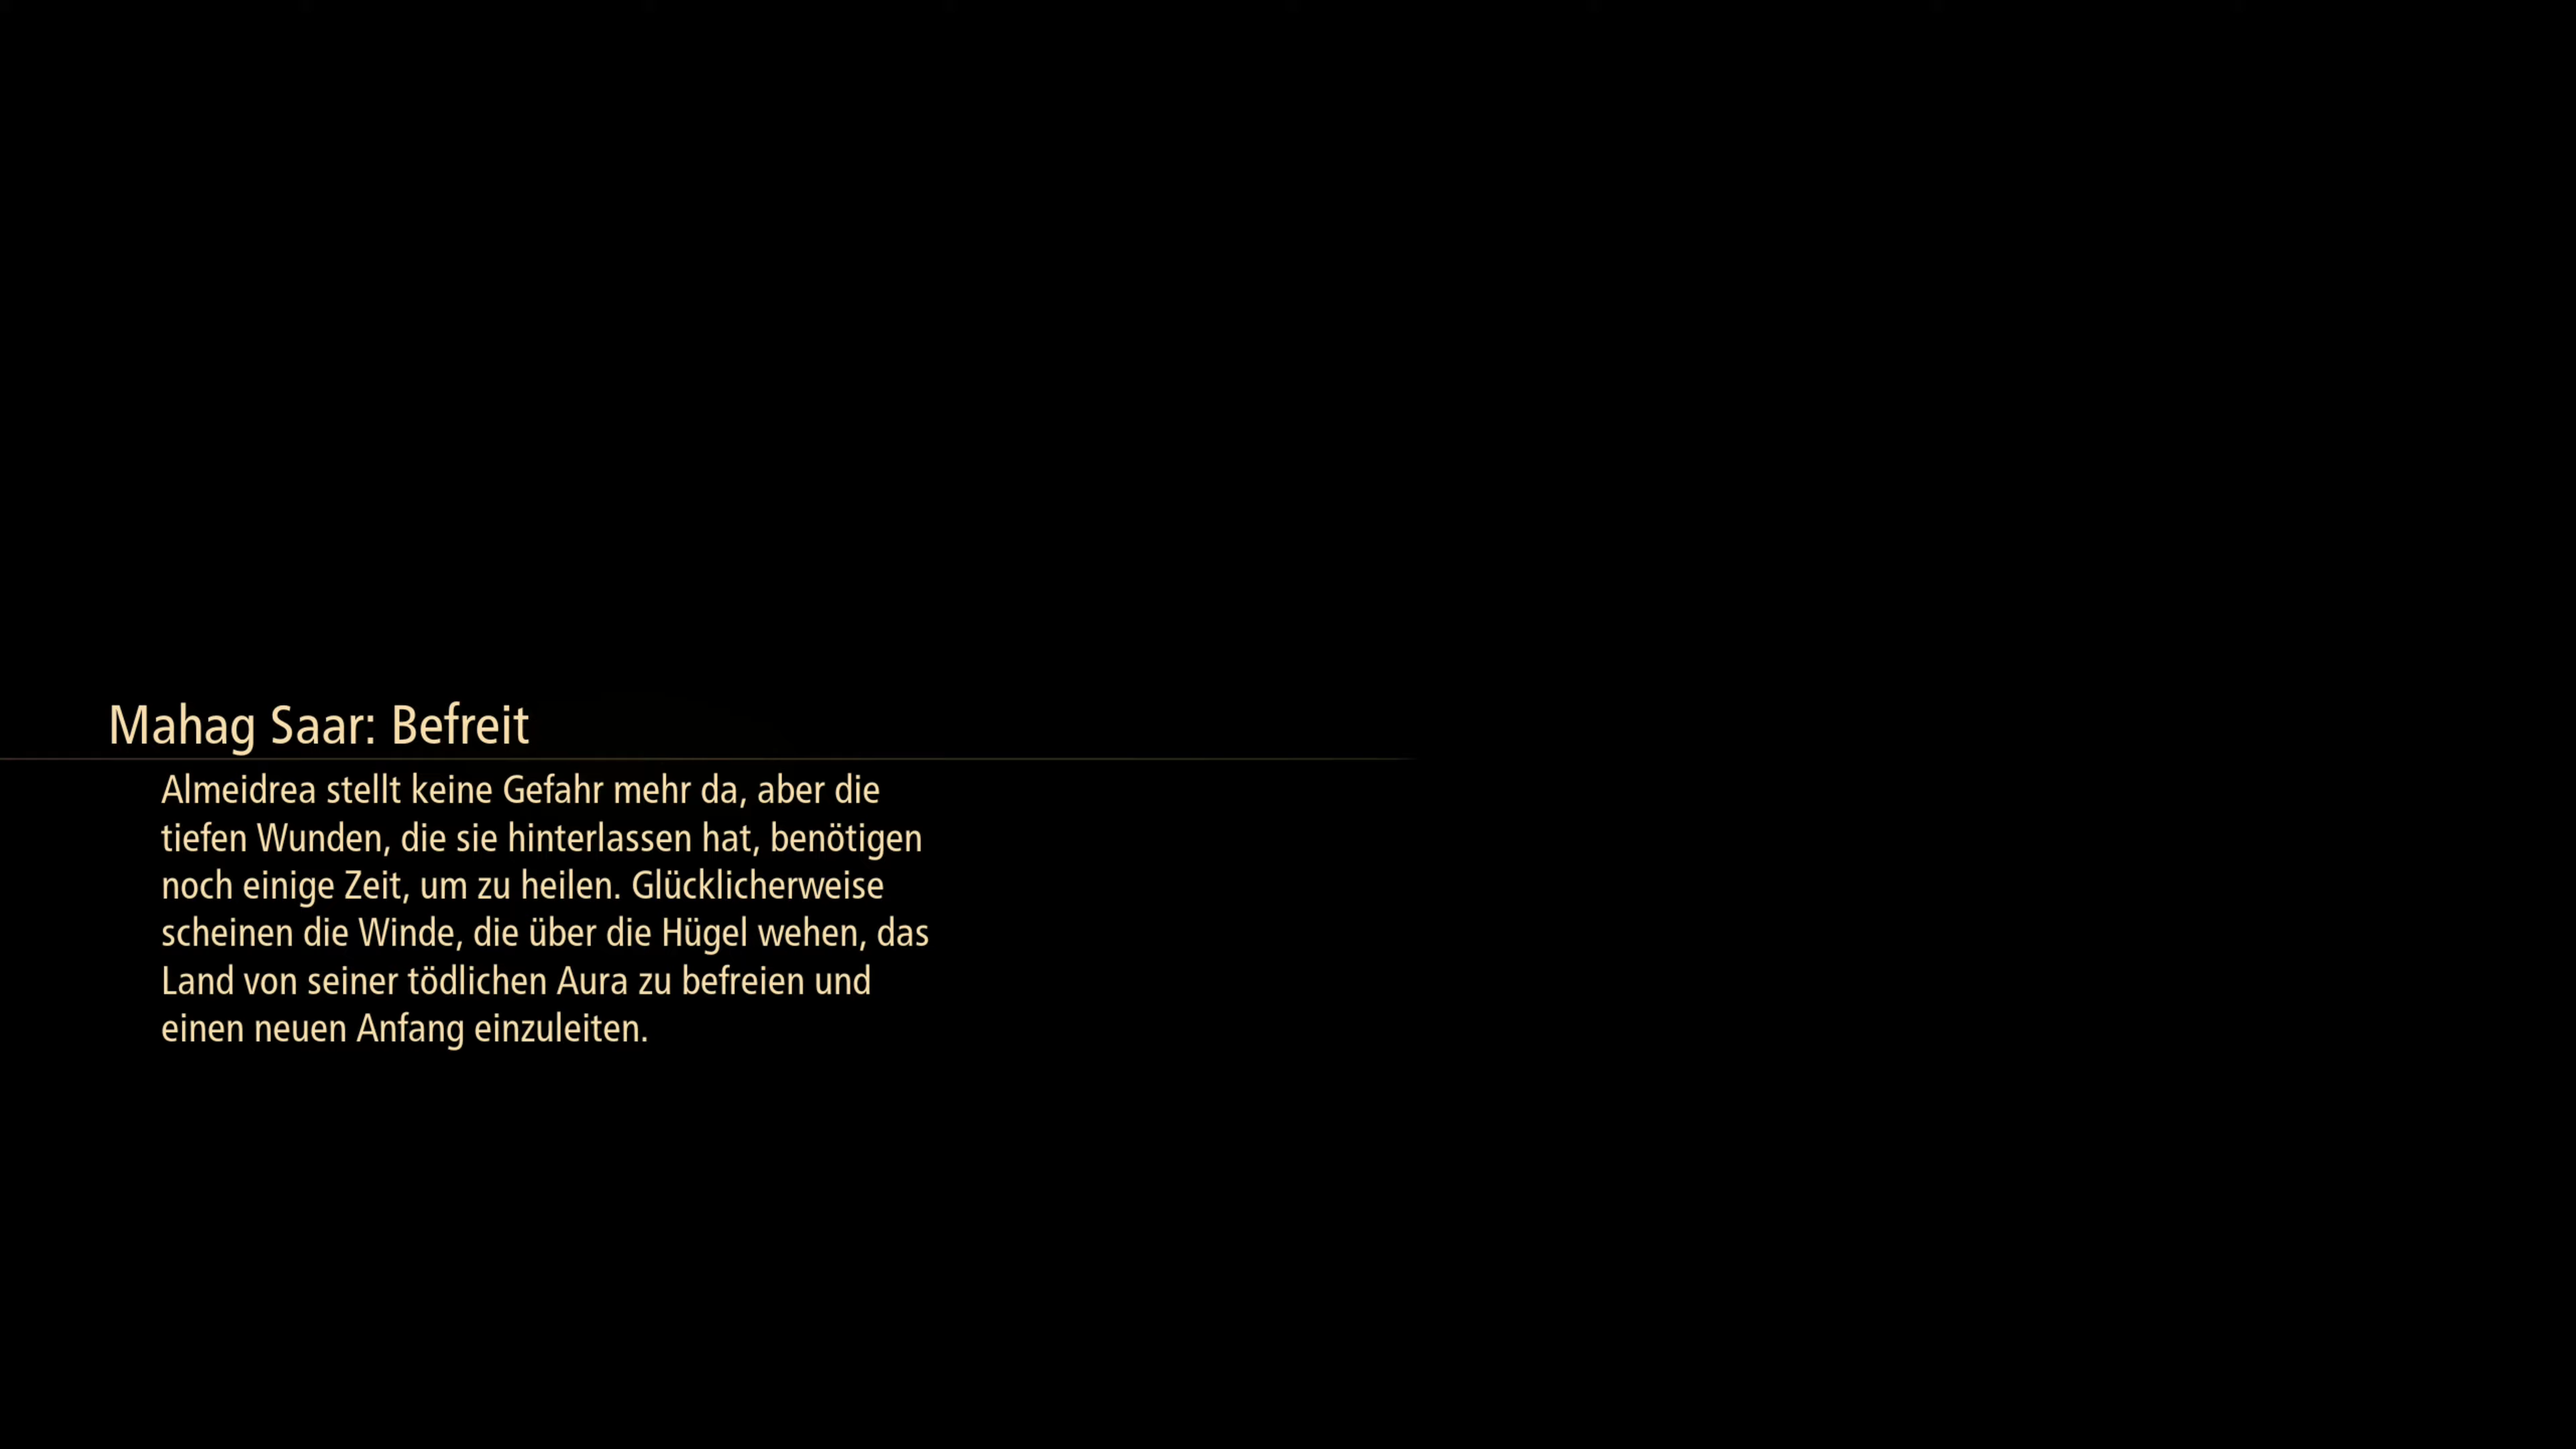 Mahag Saar: Befreit
Almeidrea stellt keine Gefahr mehr da, aber die
tiefen Wunden, die sie hinterlassen hat, benötigen
noch einige Zeit, um zu heilen. Glücklicherweise
scheinen die Winde, die über die Hügel wehen, das
Land von seiner tödlichen Aura zu befreien und
einen neuen Anfang einzuleiten.